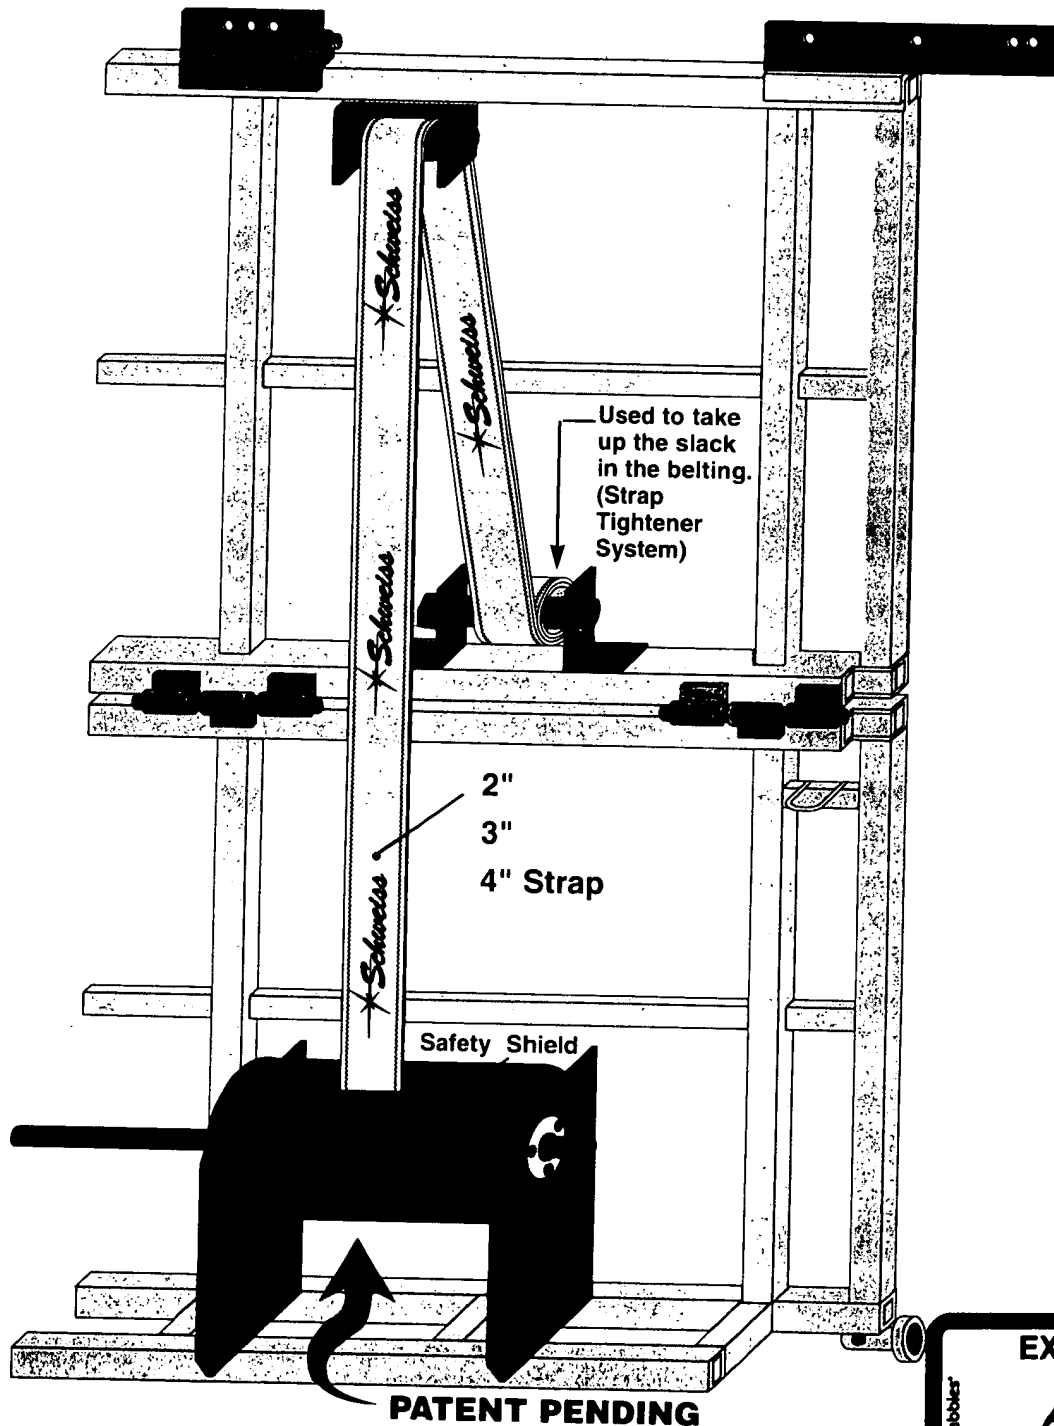 Schweiss
Schweiss
Used to take
up the slack
in the belting.
(Strap
Tightener
System)
Schweiss
2"
3"
4" Strap
Schweiss
Safety Shield
PATENT PENDING